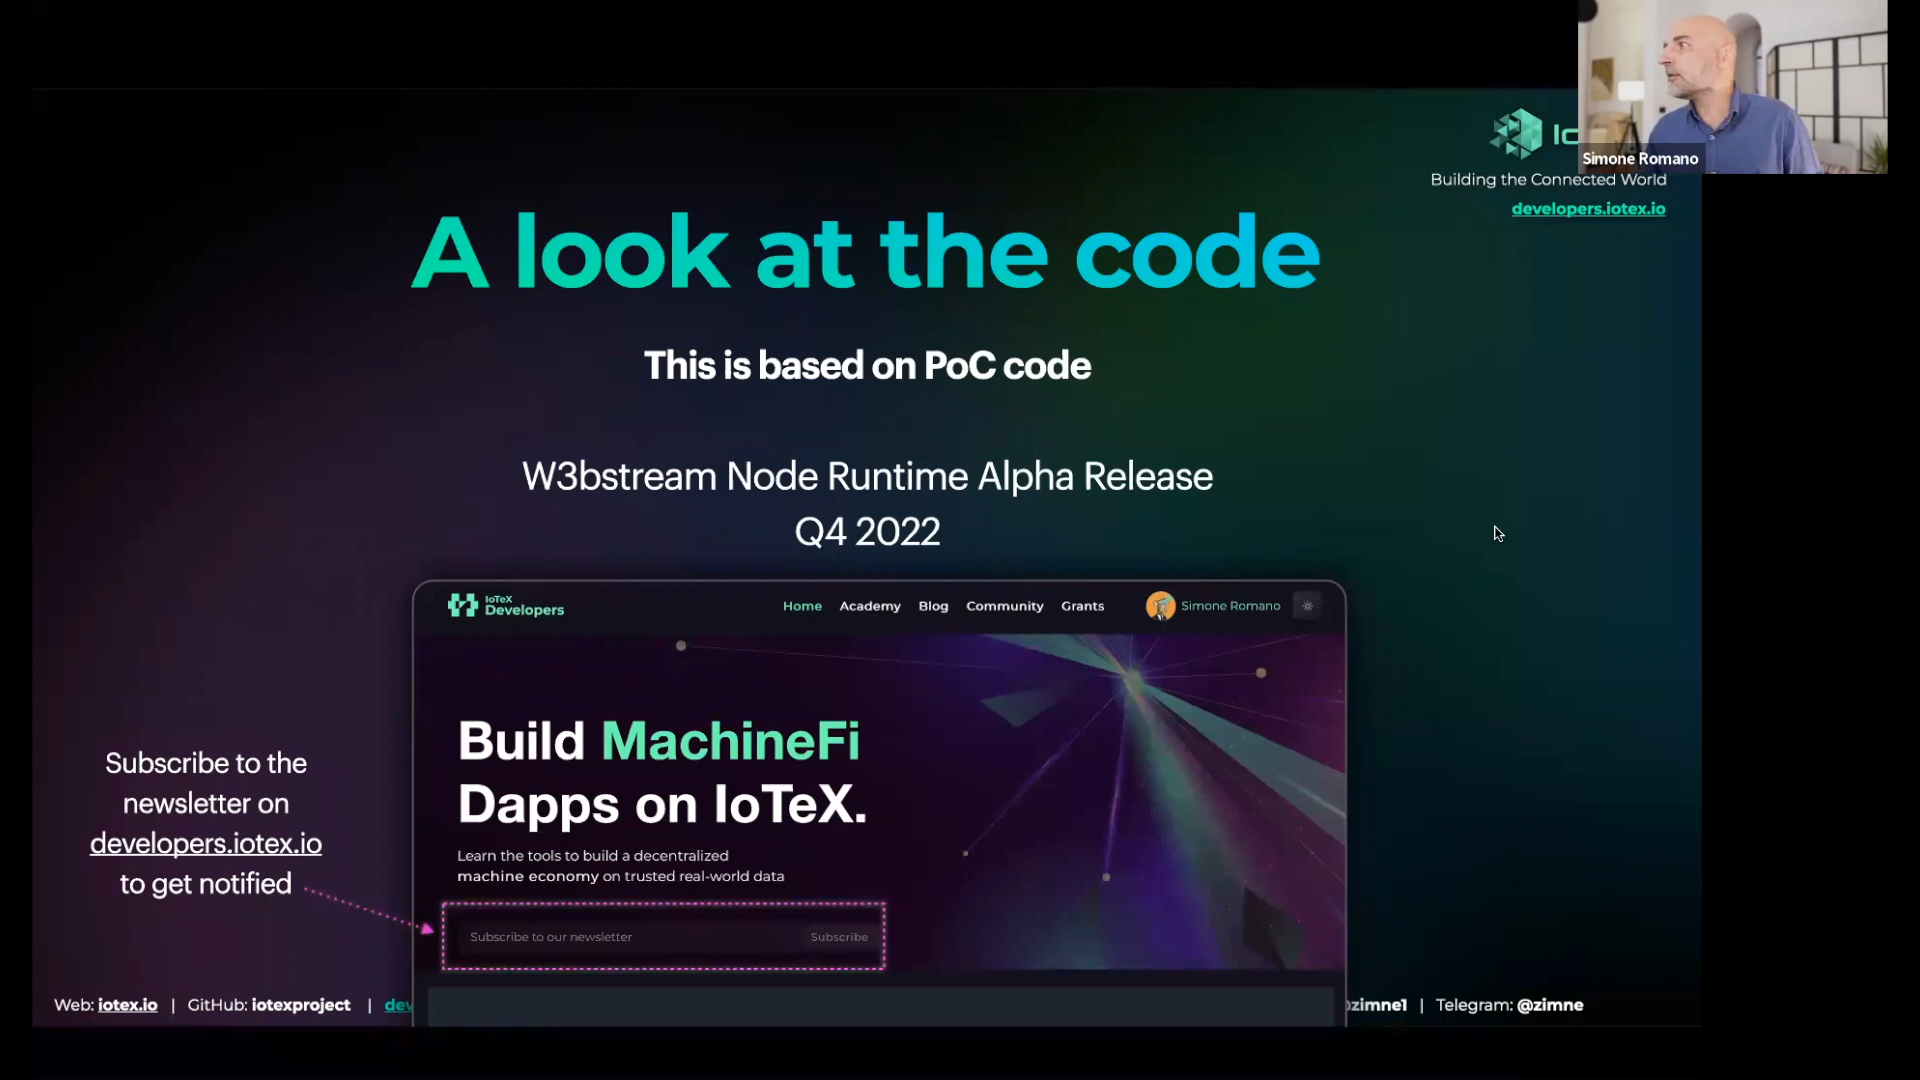 Simone Romano
Building the Connected World
developers.iotex.io
A look at the code
This is based on PoC code
W3bstream Node Runtime Alpha Release
Q4 2022
IoTeX
Developers
Home Academy Blog Community Grants Simone Romano
Build MachineFi
Dapps on IoTeX.
Learn the tools to build a decentralized
machine economy on trusted real-world data
Subscribe to our newsletter Subscribe
Subscribe to the
newsletter on
developers.iotex.io
to get notified
Web: iotex.io | GitHub: iotexproject | dev
zimne1 | Telegram: @zimne